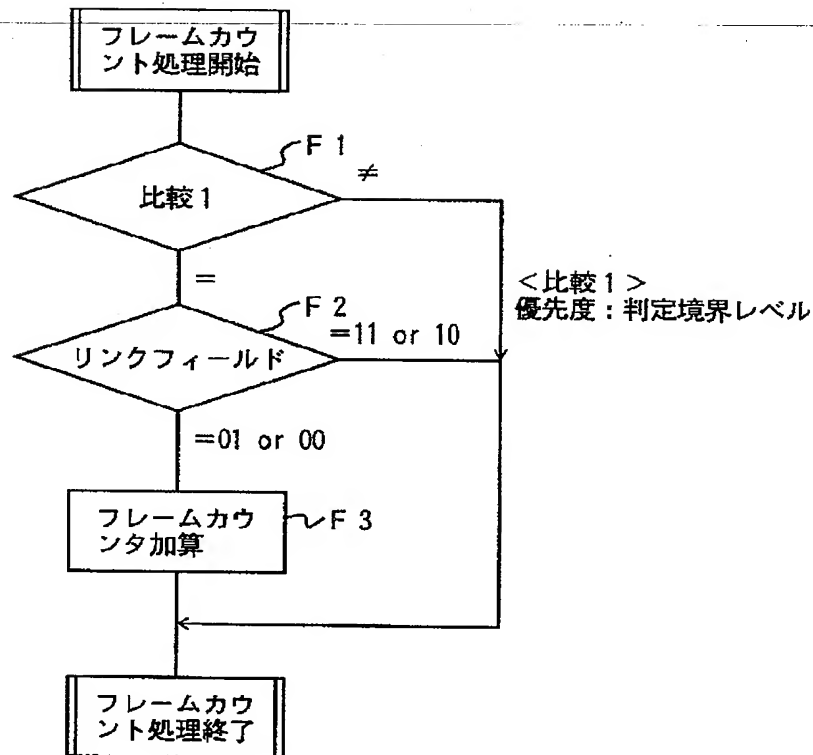 フレームカウ
ント処理開始
F 1
≠
比較1
=
<比較1>
優先度:判定境界レベル
F 2
=11 or 10
リンクフィールド
=01 or 00
フレームカウ
ンタ加算
F 3
フレームカウ
ント処理終了